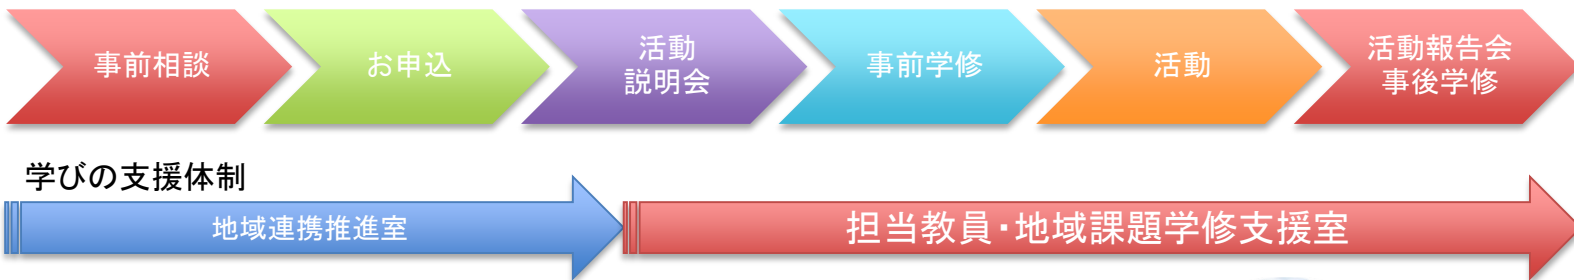 事前相談
お申込
活動
説明会
事前学修
活動
活動報告会
事後学修
学びの支援体制
地域連携推進室
担当教員・地域課題学修支援室